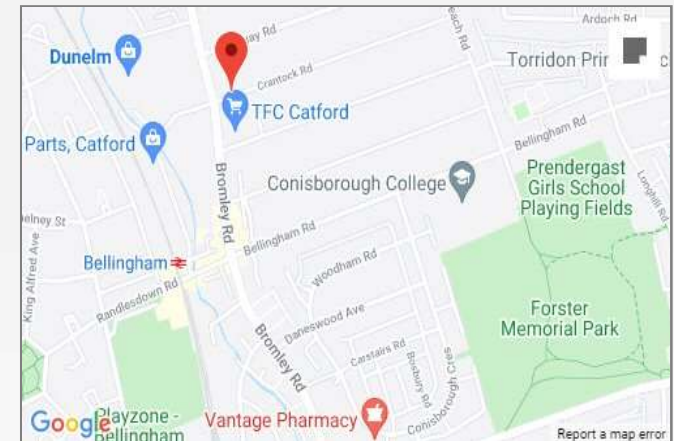 Ardoch Rd
Dunelm
Crantock Rd
Torridon
TFC Catford
Parts, Catford
Bellingham Rd
Bromley Rd
Conisborough College
Prendergast
Girls School
Playing Fields
Longhill Rd
King Alfred Ave
Bellingham Rd
Bellingham
Woodham Rd
Randlesdown Rd
Forster
Memorial Park
Daneswood Ave
Bromley Rd
Carstairs Rd
Bosbury Rd
Conisborough Cres
Google
Playzone -
Bellingham
Vantage Pharmacy
Report a map error